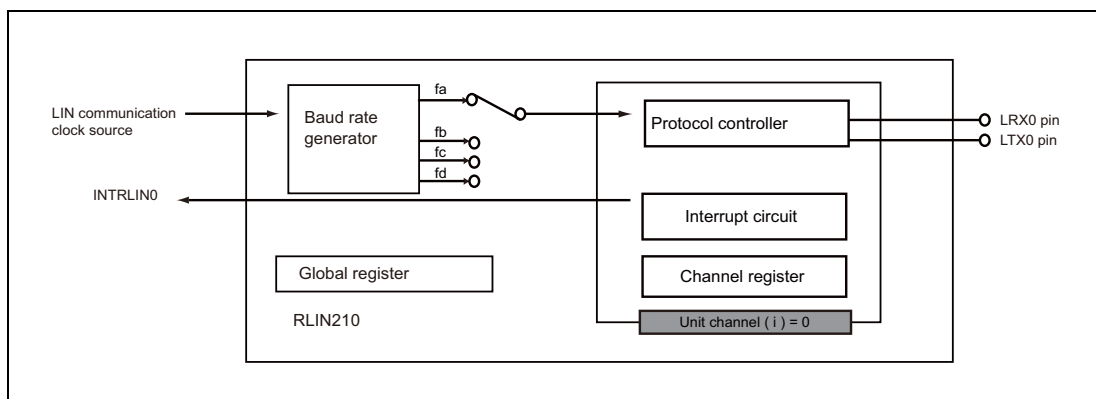 LIN communication
clock source
Baud rate
generator
fa
fb
fc
fd
Protocol controller
LRX0 pin
LTX0 pin
INTRLIN0
Interrupt circuit
Global register
Channel register
RLIN210
Unit channel ( i ) = 0